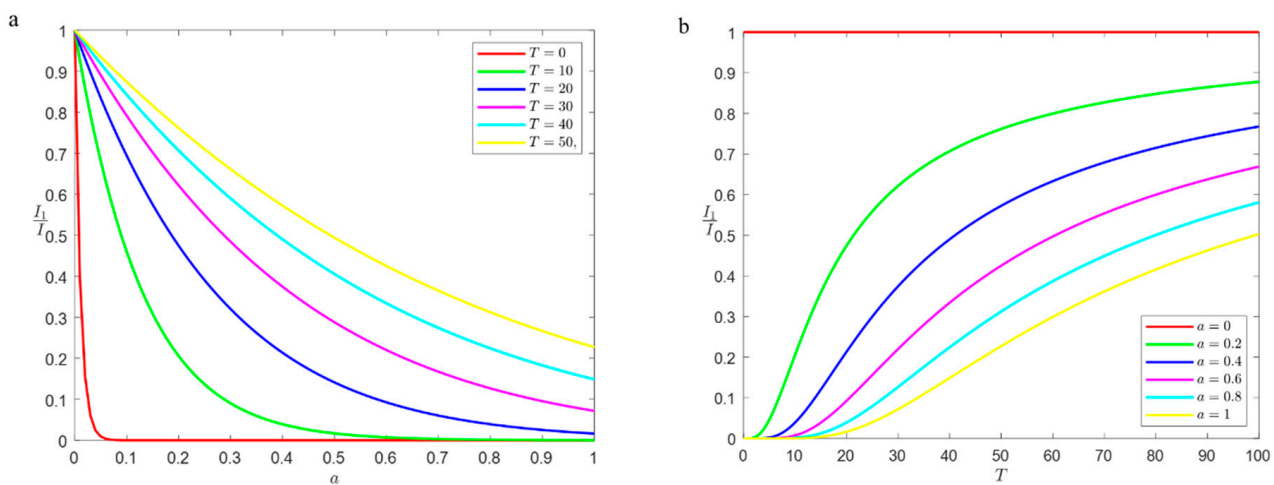 a
1
0.9
0.8
0.7
0.6
0.5
0.4
0.3
0.2
0.1
0
I₁
I
0 0.1 0.2 0.3 0.4 0.5 0.6 0.7 0.8 0.9 1
a
T = 0
T = 10
T = 20
T = 30
T = 40
T = 50,
b
1
0.9
0.8
0.7
0.6
0.5
0.4
0.3
0.2
0.1
0
I₁
I
0 10 20 30 40 50 60 70 80 90 100
T
a = 0
a = 0.2
a = 0.4
a = 0.6
a = 0.8
a = 1